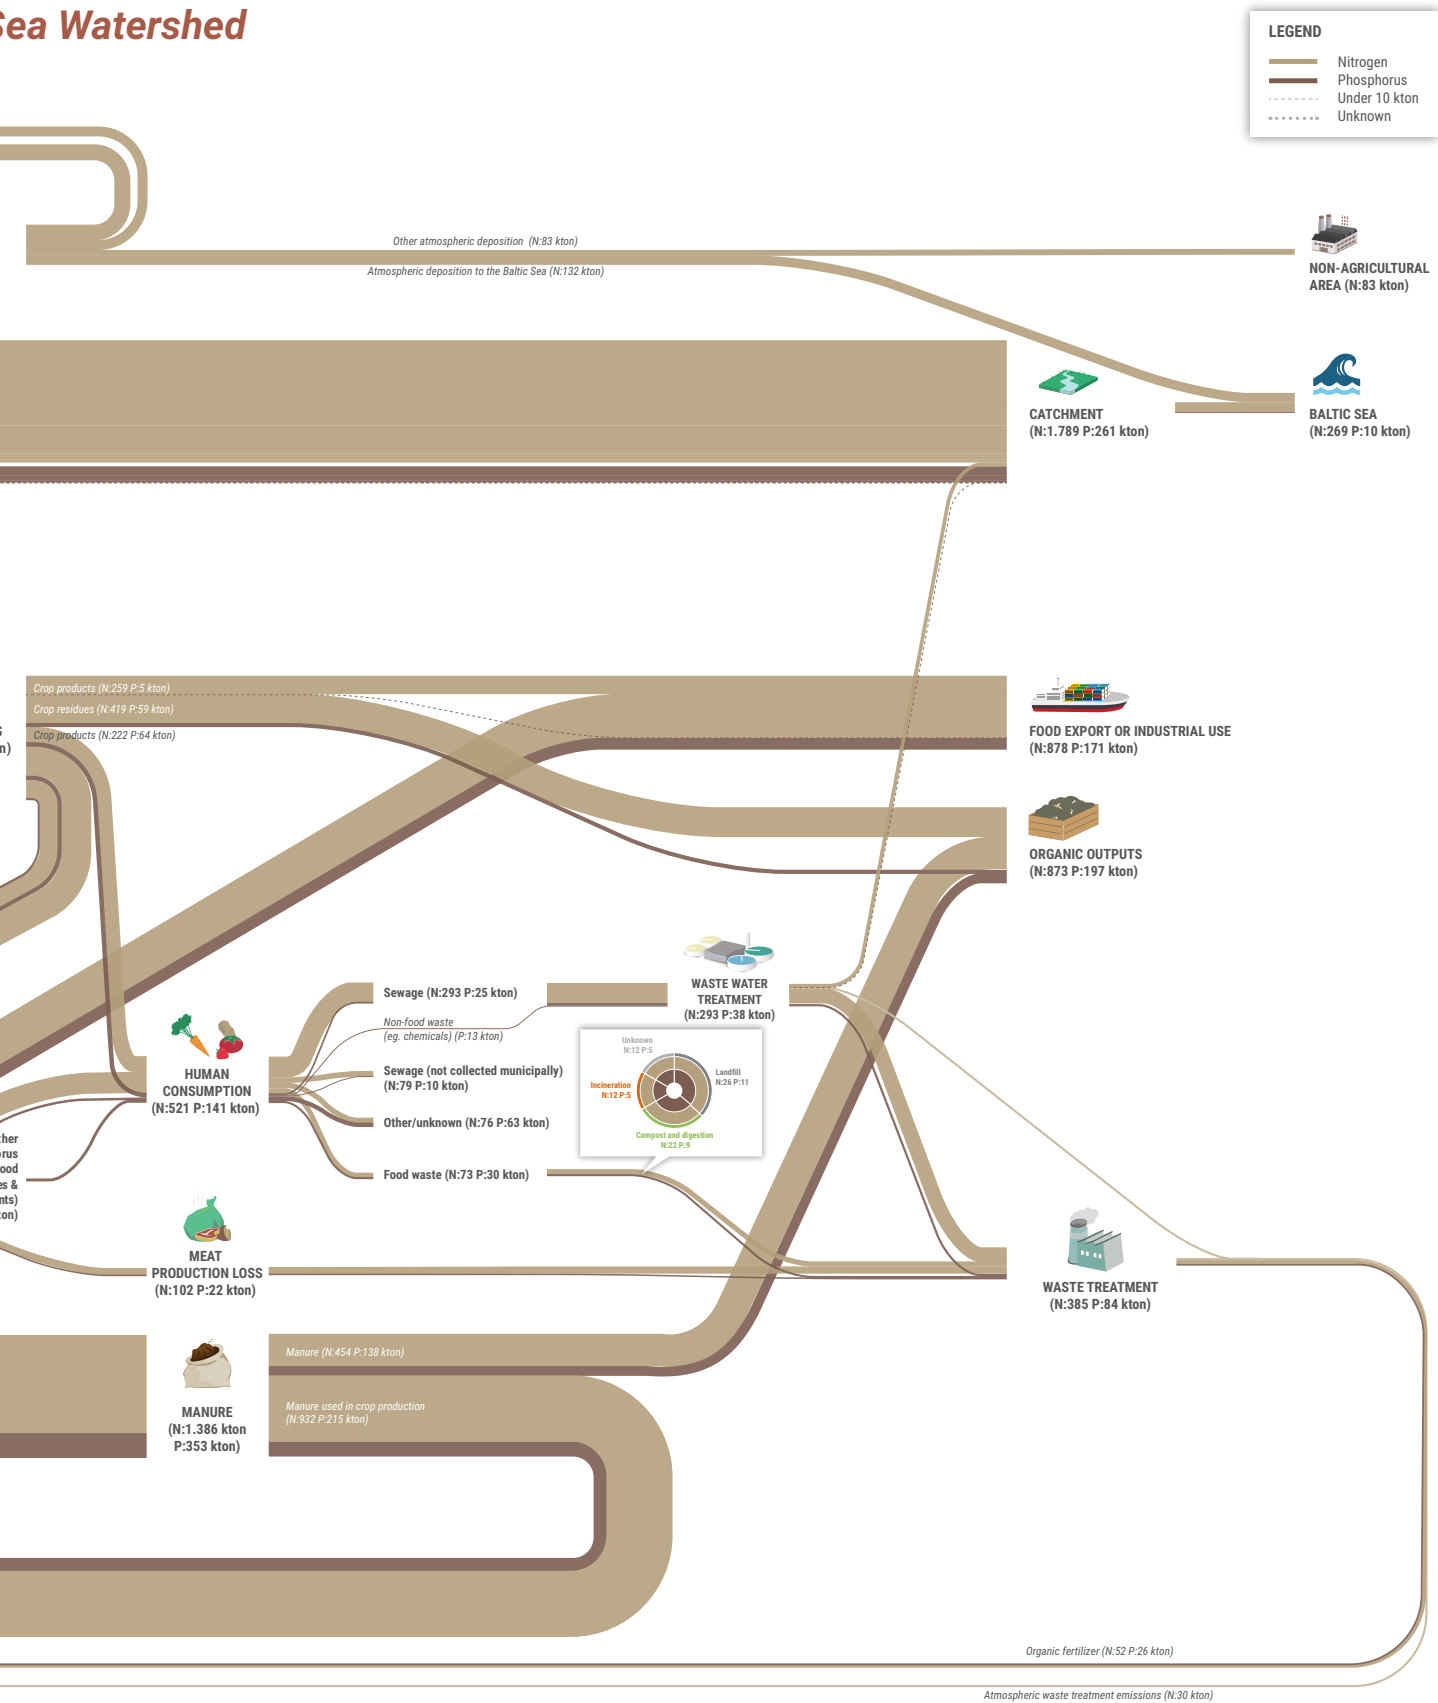 Sea Watershed
LEGEND
Nitrogen
Phosphorus
Under 10 kton
Unknown
Other atmospheric deposition (N:83 kton)
Atmospheric deposition to the Baltic Sea (N:132 kton)
NON-AGRICULTURAL
AREA (N:83 kton)
CATCHMENT
(N:1.789 P:261 kton)
BALTIC SEA
(N:269 P:10 kton)
Crop products (N:259 P:5 kton)
Crop residues (N:419 P:59 kton)
Crop products (N:222 P:64 kton)
S
n)
FOOD EXPORT OR INDUSTRIAL USE
(N:878 P:171 kton)
ORGANIC OUTPUTS
(N:873 P:197 kton)
WASTE WATER
TREATMENT
(N:293 P:38 kton)
Sewage (N:293 P:25 kton)
Non-food waste
(eg. chemicals) (P:13 kton)
Sewage (not collected municipally)
(N:79 P:10 kton)
Other/unknown (N:76 P:63 kton)
Food waste (N:73 P:30 kton)
HUMAN
CONSUMPTION
(N:521 P:141 kton)
Unknown
N:12 P:5
Landfill
N:26 P:11
Incineration
N:12 P:5
Compost and digestion
N:22 P:9
ther
orus
ood
es &
nts)
ton)
MEAT
PRODUCTION LOSS
(N:102 P:22 kton)
WASTE TREATMENT
(N:385 P:84 kton)
MANURE
(N:1.386 kton
P:353 kton)
Manure (N:454 P:138 kton)
Manure used in crop production
(N:932 P:215 kton)
Organic fertilizer (N:52 P:26 kton)
Atmospheric waste treatment emissions (N:30 kton)